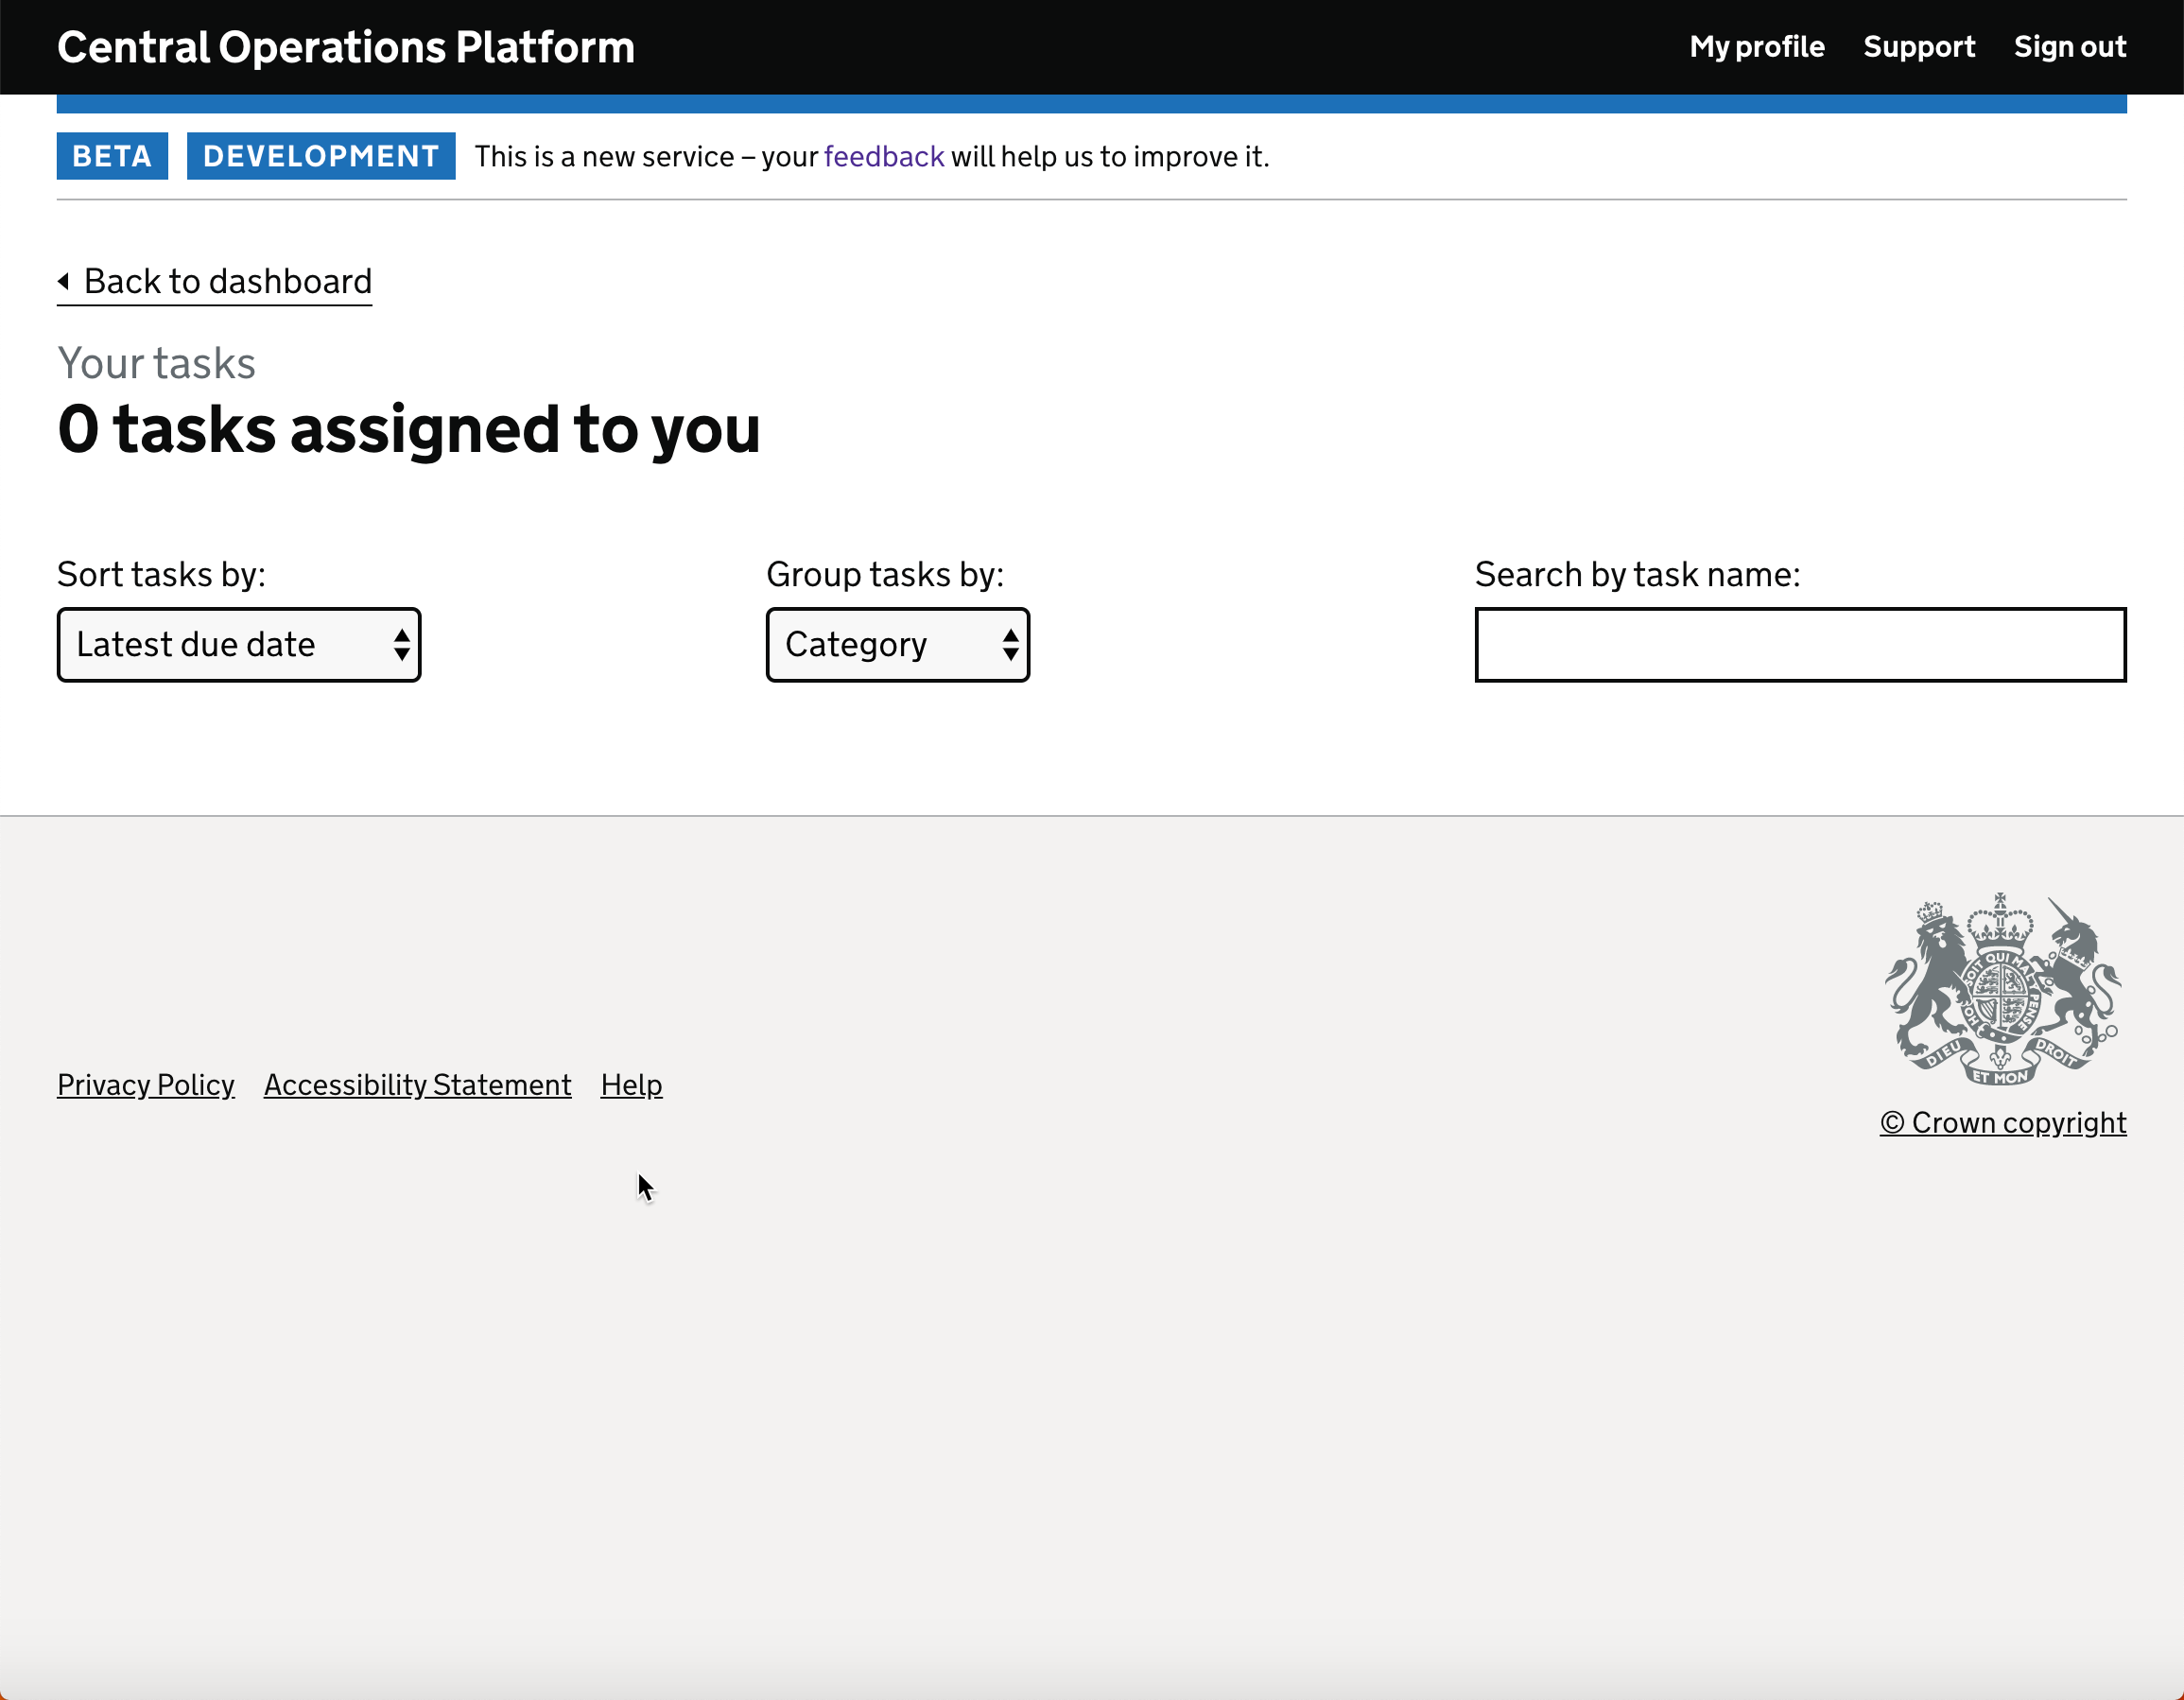 Central Operations Platform
My profile Support Sign out
BETA DEVELOPMENT This is a new service – your feedback will help us to improve it.
Back to dashboard
Your tasks
0 tasks assigned to you
Sort tasks by: Group tasks by: Search by task name:
Latest due date Category
SOIT QUI MAL PENSE
HO
DIEU ET MON DROIT
Privacy Policy Accessibility Statement Help
© Crown copyright